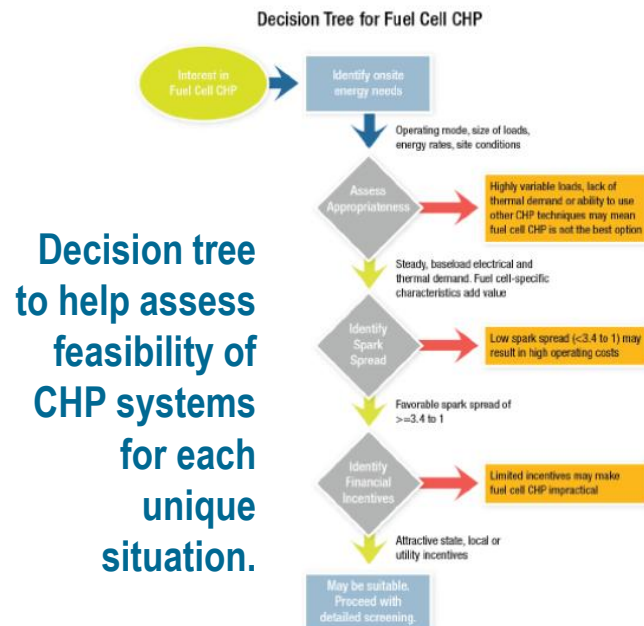 Decision Tree for Fuel Cell CHP
Interest in
Fuel Cell CHP
Identify onsite
energy needs
Operating mode, size of loads,
energy rates, site conditions
Assess
Appropriateness
Highly variable loads, lack of
thermal demand or ability to use
other CHP techniques may mean
fuel cell CHP is not the best option
Steady, baseload electrical and
thermal demand. Fuel cell-specific
characteristics add value
Identify
Spark
Spread
Low spark spread (<3.4 to 1) may
result in high operating costs
Favorable spark spread of
>=3.4 to 1
Identify
Financial
Incentives
Limited incentives may make
fuel cell CHP impractical
Attractive state, local or
utility incentives
May be suitable.
Proceed with
detailed screening.
Decision tree
to help assess
feasibility of
CHP systems
for each
unique
situation.